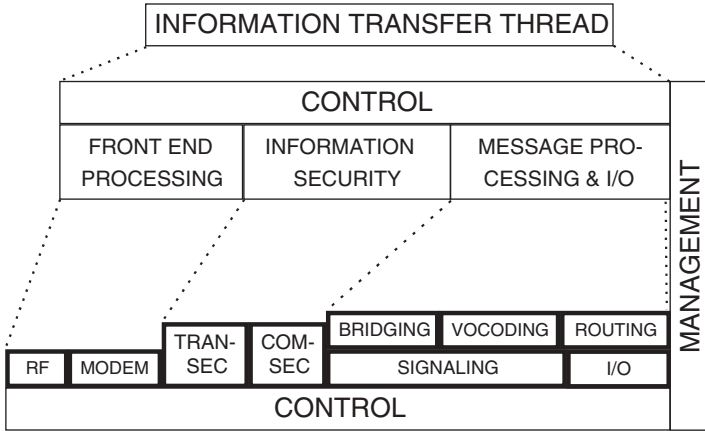 INFORMATION TRANSFER THREAD
CONTROL
FRONT END
PROCESSING
INFORMATION
SECURITY
MESSAGE PRO-
CESSING & I/O
MANAGEMENT
BRIDGING
VOCODING
ROUTING
RF
MODEM
TRAN-
SEC
COM-
SEC
SIGNALING
I/O
CONTROL